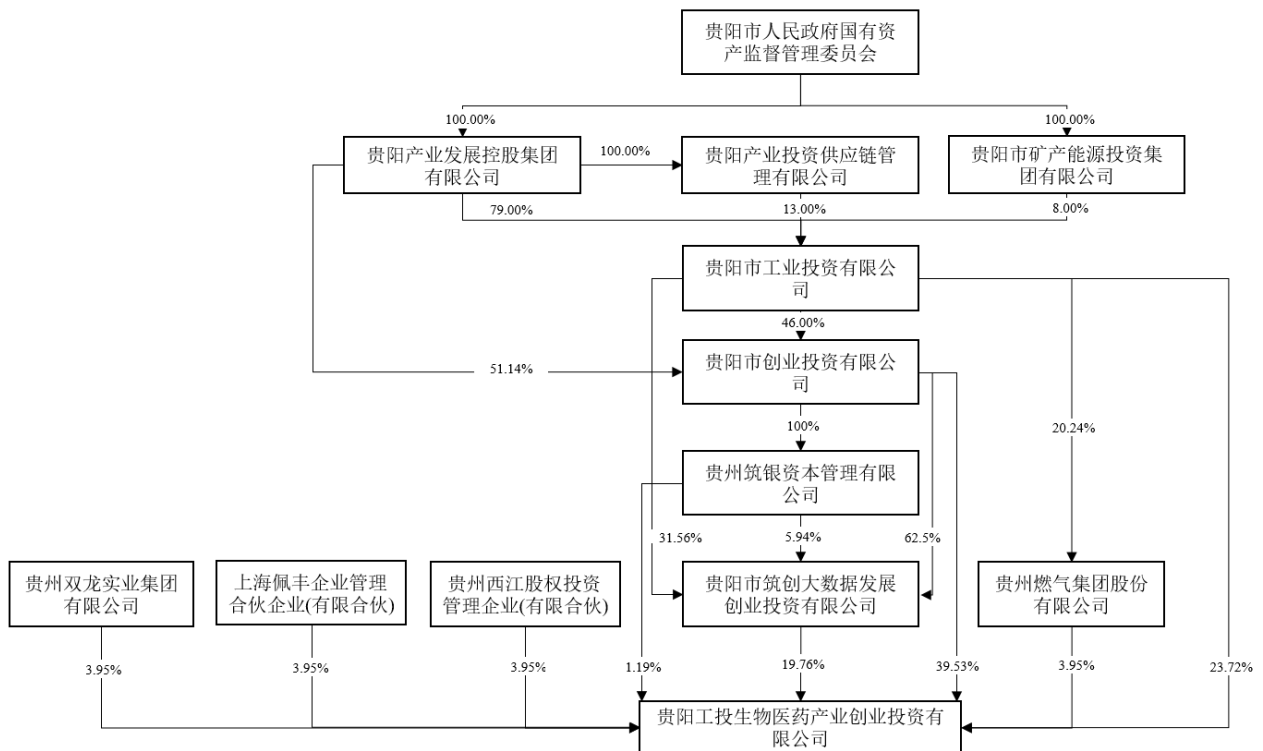 贵阳市人民政府国有资
产监督管理委员会
100.00%
100.00%
贵阳产业发展控股集团
有限公司
100.00%
贵阳产业投资供应链管
理有限公司
贵阳市矿产能源投资集
团有限公司
79.00%
13.00%
8.00%
贵阳市工业投资有限公
司
46.00%
51.14%
贵阳市创业投资有限公
司
100%
20.24%
贵州筑银资本管理有限
公司
31.56%
5.94%
62.5%
贵州双龙实业集团
有限公司
上海佩丰企业管理
合伙企业(有限合伙)
贵州西江股权投资
管理企业(有限合伙)
贵阳市筑创大数据发展
创业投资有限公司
贵州燃气集团股份
有限公司
3.95%
3.95%
3.95%
1.19%
19.76%
39.53%
3.95%
23.72%
贵阳工投生物医药产业创业投资有
限公司